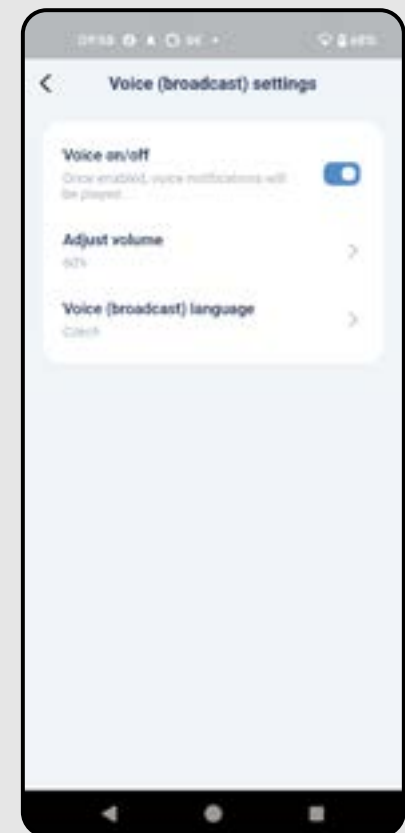 Voice (broadcast) settings
Voice on/off
Once enabled, voice notifications will
be played.
Adjust volume
60%
Voice (broadcast) language
Czech